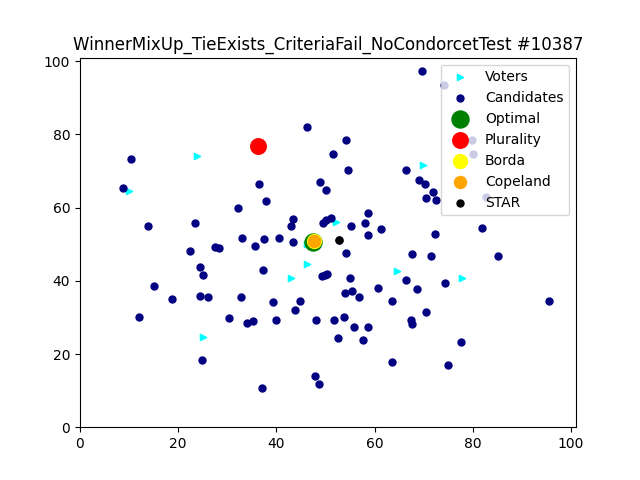 WinnerMixUp_TieExists_CriteriaFail_NoCondorcetTest #10387
100
80
60
40
20
0
0
20
40
60
80
100
Voters
Candidates
Optimal
Plurality
Borda
Copeland
STAR